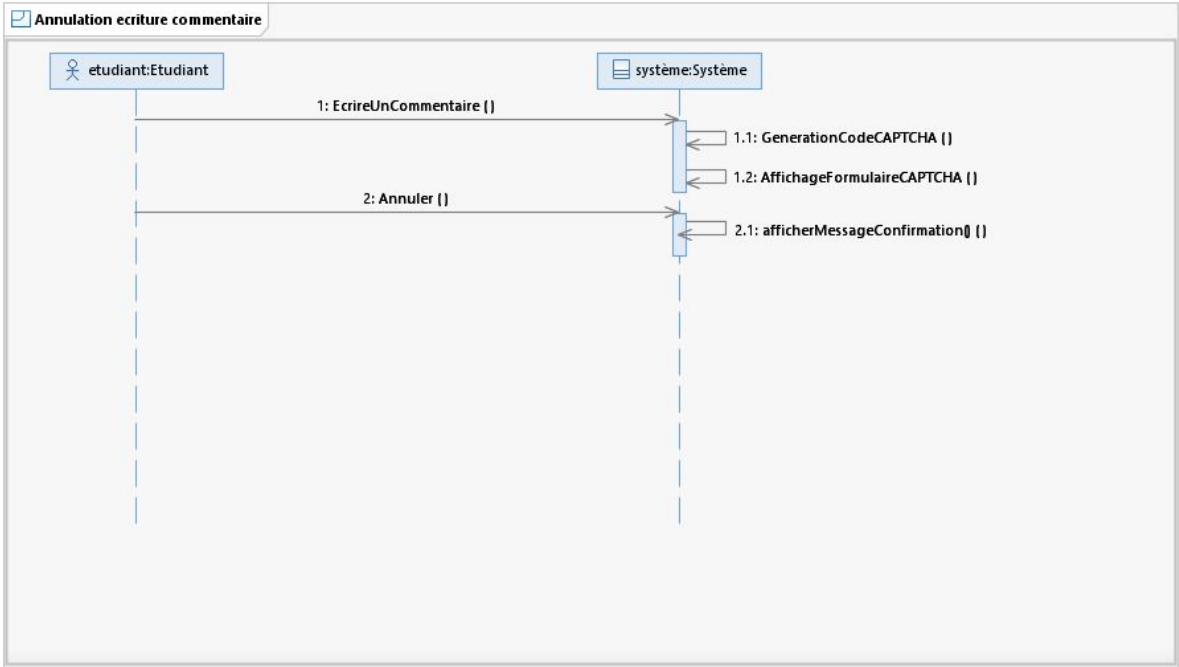 Annulation ecriture commentaire
etudiant:Etudiant
système:Système
1: EcrireUnCommentaire ()
1.1: GenerationCodeCAPTCHA ()
1.2: AffichageFormulaireCAPTCHA ()
2: Annuler ()
2.1: afficherMessageConfirmation() ()